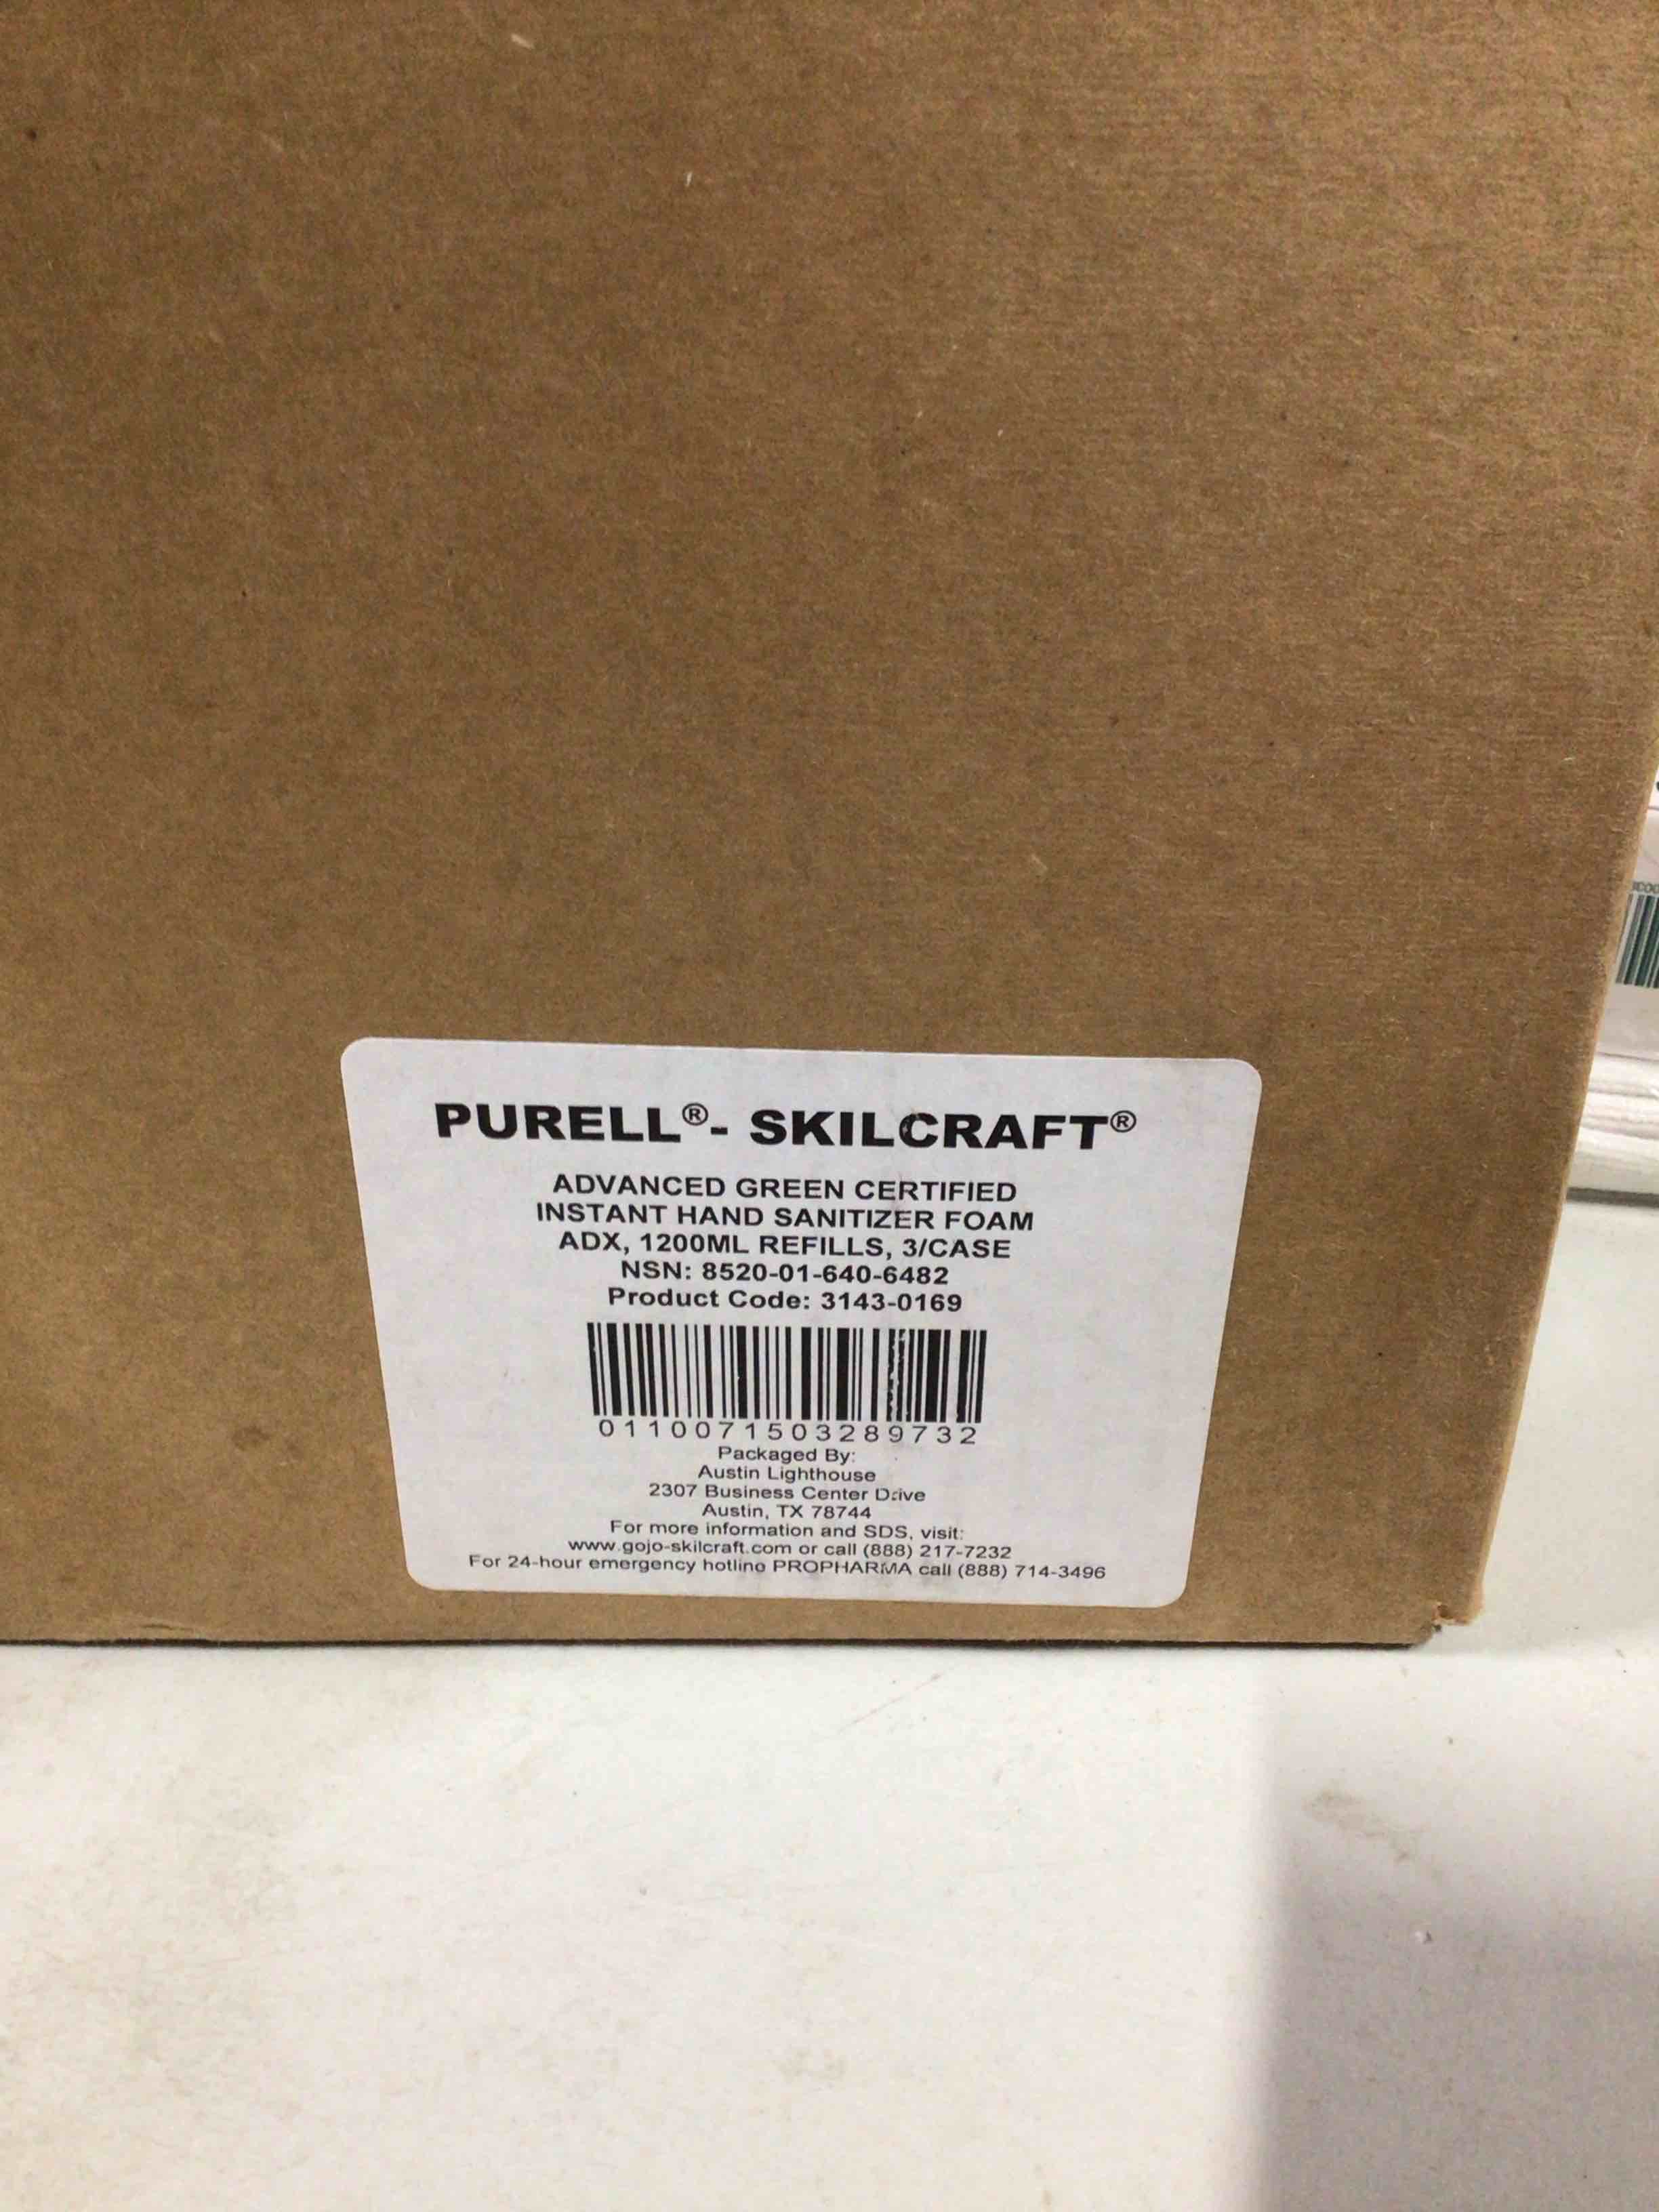 PURELL®- SKILCRAFT®
ADVANCED GREEN CERTIFIED
INSTANT HAND SANITIZER FOAM
ADX, 1200ML REFILLS, 3/CASE
NSN: 8520-01-640-6482
Product Code: 3143-0169
0110071503289732
Packaged By:
Austin Lighthouse
2307 Business Center Drive
Austin, TX 78744
For more information and SDS, visit:
www.gojo-skilcraft.com or call (888) 217-7232
For 24-hour emergency hotline PROPHARMA call (888) 714-3496